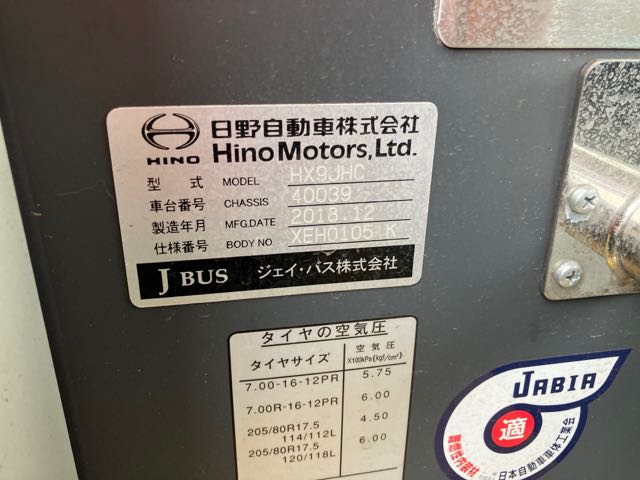 HINO
日野自動車株式会社
Hino Motors, Ltd.
型 式 MODEL HX9JHC
車台番号 CHASSIS 40039
製造年月 MFG.DATE 2018.12
仕様番号 BODY NO XEH0105 K
J BUS ジェイ・バス株式会社
タイヤの空気圧
タイヤサイズ 空気圧 X100kPa{kgf/cm²}
7.00-16-12PR 5.75
7.00R-16-12PR 6.00
205/80R17.5 114/112L 4.50
205/80R17.5 120/118L 6.00
JABIA
適
日本自動車車体工業会